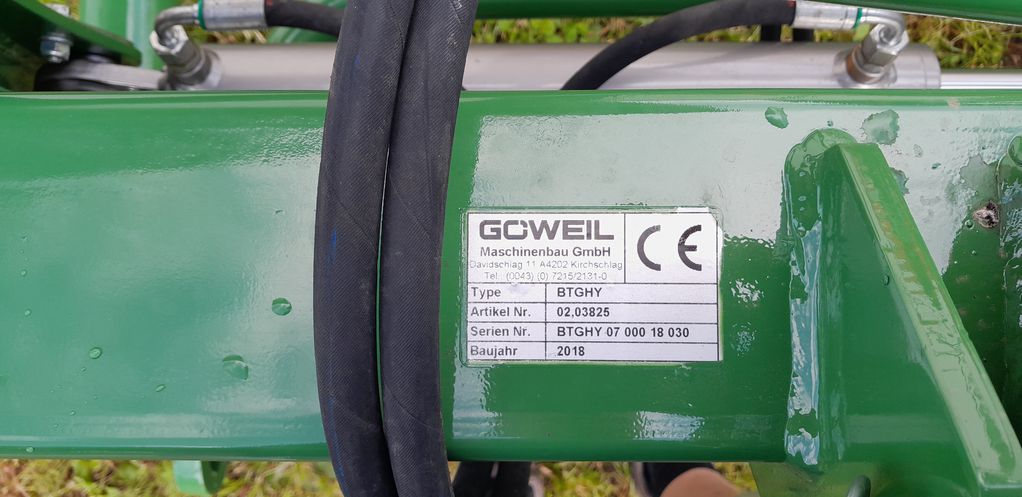 GÖWEIL
Maschinenbau GmbH
Davidschlag 11 A4202 Kirchschlag
Tel.: (0043) (0) 7215/2131-0
CE
Type BTGHY
Artikel Nr. 02,03825
Serien Nr. BTGHY 07 000 18 030
Baujahr 2018